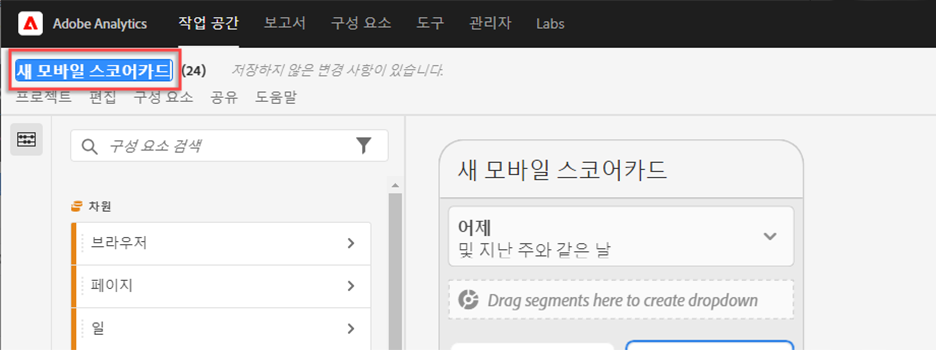 Adobe Analytics 작업 공간 보고서 구성 요소 도구 관리자 Labs
새 모바일 스코어카드 (24) 저장하지 않은 변경 사항이 있습니다.
프로젝트 편집 구성 요소 공유 도움말
구성 요소 검색
차원
브라우저
페이지
일
새 모바일 스코어카드
어제
및 지난 주와 같은 날
Drag segments here to create dropdown